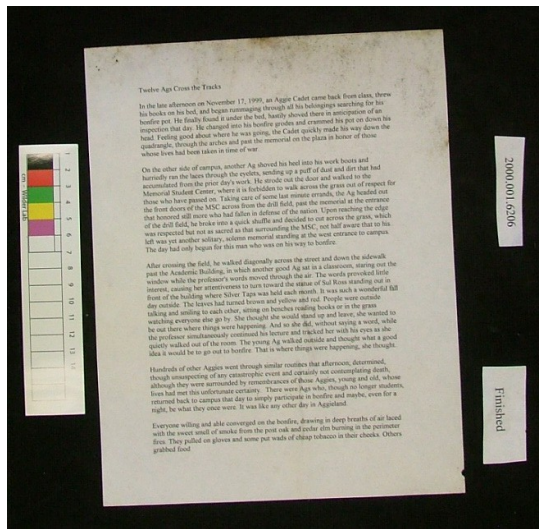 Twelve Ags Cross the Tracks
In the late afternoon on November 17, 1999, an Aggie Cadet came back from class, threw
his books on his bed, and began rummaging through all his belongings searching for his
bonfire pot. He finally found it under the bed, hastily shoved there in anticipation of an
inspection that day. He changed into his bonfire grodes and crammed his pot on down his
head. Feeling good about where he was going, the Cadet quickly made his way down the
quadrangle, through the arches and past the memorial on the plaza in honor of those
whose lives had been taken in time of war.
On the other side of campus, another Ag shoved his heel into his work boots and
hurriedly ran the laces through the eyelets, sending up a puff of dust and dirt that had
accumulated from the prior day's work. He strode out the door and walked to the
Memorial Student Center, where it is forbidden to walk across the grass out of respect for
those who have passed on. Taking care of some last minute errands, the Ag headed out
the front doors of the MSC across from the drill field, past the memorial at the entrance
that honored still more who had fallen in defense of the nation. Upon reaching the edge
of the drill field, he broke into a quick shuffle and decided to cut across the grass, which
was respected but not as sacred as that surrounding the MSC, not half aware that to his
left was yet another solitary, solemn memorial standing at the west entrance to campus.
The day had only begun for this man who was on his way to bonfire.
After crossing the field, he walked diagonally across the street and down the sidewalk
past the Academic Building, in which another good Ag sat in a classroom, staring out the
window while the professor's words moved through the air. The words provoked little
interest, causing her attentiveness to turn toward the statue of Sul Ross standing out in
front of the building where Silver Taps was held each month. It was such a wonderful fall
day outside. The leaves had turned brown and yellow and red. People were outside
talking and smiling to each other, sitting on benches reading books or in the grass
watching everyone else go by. She thought she would stand up and leave, she wanted to
be out there where things were happening. And so she did, without saying a word, while
the professor simultaneously continued his lecture and tracked her with his eyes as she
quietly walked out of the room. The young Ag walked outside and thought what a good
idea it would be to go out to bonfire. That is where things were happening, she thought.
Hundreds of other Aggies went through similar routines that afternoon, determined,
though unsuspecting of any catastrophic event and certainly not contemplating death,
although they were surrounded by remembrances of those Aggies, young and old, whose
lives had met this unfortunate certainty. There were Ags who, though no longer students,
returned back to campus that day to simply participate in bonfire and maybe, even for a
night, be what they once were. It was like any other day in Aggieland.
Everyone willing and able converged on the bonfire, drawing in deep breaths of air laced
with the sweet smell of smoke from the post oak and cedar elm burning in the perimeter
fires. They pulled on gloves and some put wads of cheap tobacco in their cheeks. Others
grabbed food
2000.001.6206
Finished
cm
1
2
3
4
5
6
7
8
9
10
11
12
13
14